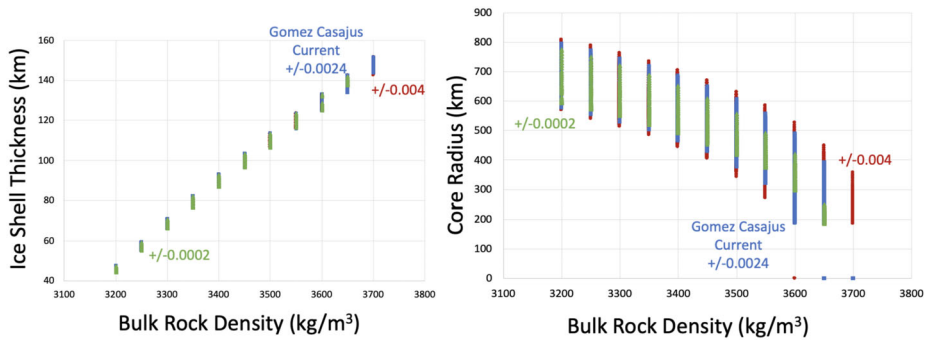 Gomez Casajus
Current
+/-0.0024
+/-0.004
+/-0.0002
Ice Shell Thickness (km)
160
140
120
100
80
60
40
3100 3200 3300 3400 3500 3600 3700 3800
Bulk Rock Density (kg/m³)
+/-0.0002
+/-0.004
Gomez Casajus
Current
+/-0.0024
Core Radius (km)
900
800
700
600
500
400
300
200
100
0
3100 3200 3300 3400 3500 3600 3700 3800
Bulk Rock Density (kg/m³)